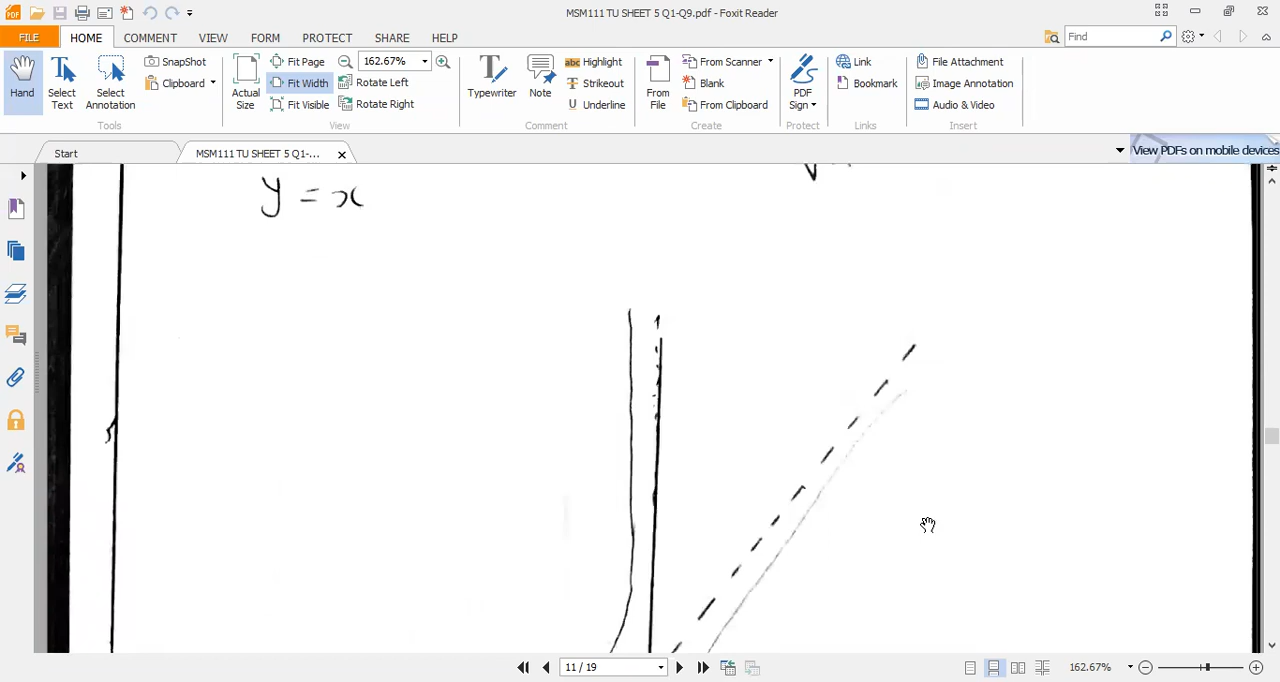 MSM111 TU SHEET 5 Q1-Q9.pdf - Foxit Reader
FILE HOME COMMENT VIEW FORM PROTECT SHARE HELP
Find
Hand
Select Text
Select Annotation
SnapShot
Clipboard
Tools
Actual Size
Fit Page
Fit Width
Fit Visible
162.67%
Rotate Left
Rotate Right
View
Typewriter
Note
Highlight
Strikeout
Underline
Comment
From File
From Scanner
Blank
From Clipboard
Create
PDF Sign
Protect
Link
Bookmark
Links
File Attachment
Image Annotation
Audio & Video
Insert
Start
MSM111 TU SHEET 5 Q1-...
View PDFs on mobile devices
y = x
11 / 19
162.67%